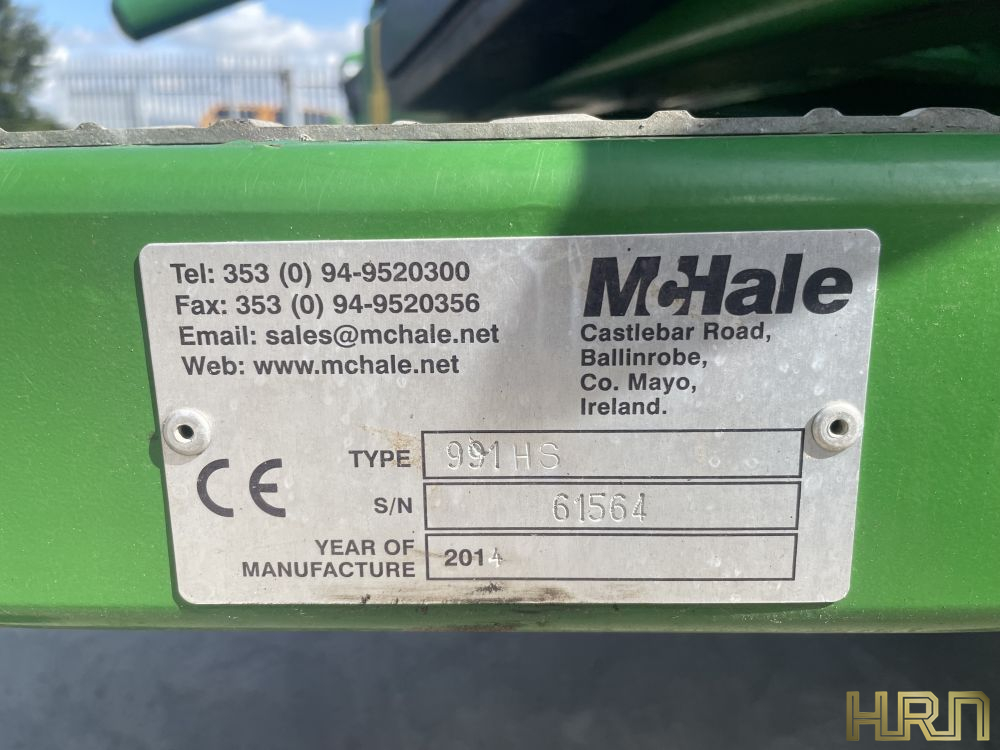 Tel: 353 (0) 94-9520300
Fax: 353 (0) 94-9520356
Email: sales@mchale.net
Web: www.mchale.net
McHale
Castlebar Road,
Ballinrobe,
Co. Mayo,
Ireland.
CE
TYPE 991HS
S/N 61564
YEAR OF
MANUFACTURE 2014
HRN